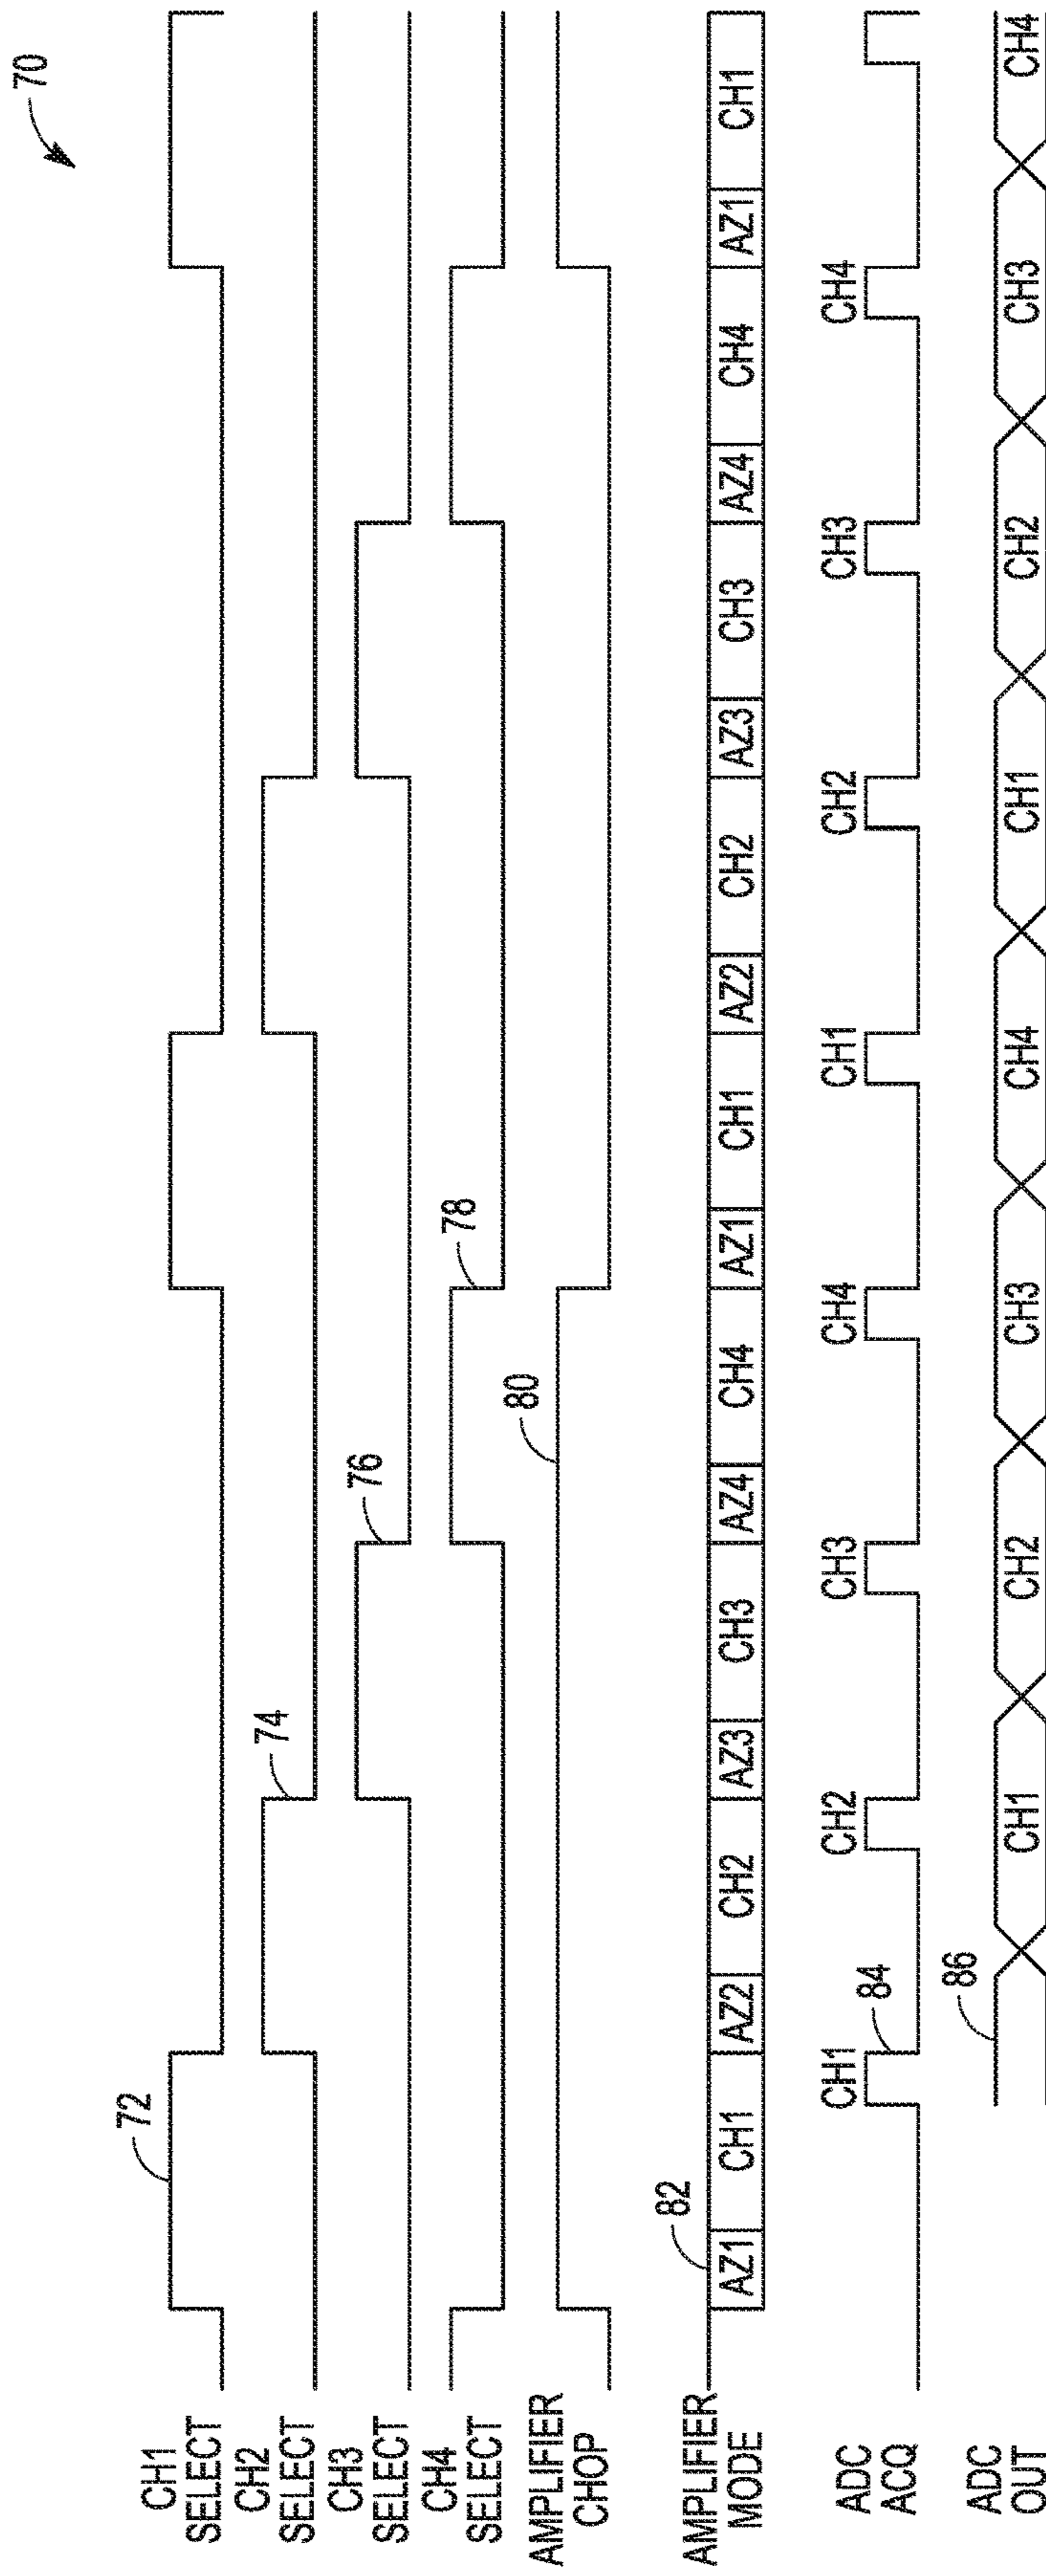 70
CH1
SELECT
72
CH2
SELECT
74
CH3
SELECT
76
CH4
SELECT
78
AMPLIFIER
CHOP
80
AMPLIFIER
MODE
82
AZ1 CH1 AZ2 CH2 AZ3 CH3 AZ4 CH4 AZ1 CH1 AZ2 CH2 AZ3 CH3 AZ4 CH4 AZ1 CH1
ADC
ACQ
CH1 CH2 CH3 CH4 CH1 CH2 CH3 CH4
84
ADC
OUT
86
CH1 CH2 CH3 CH4 CH1 CH2 CH3 CH4